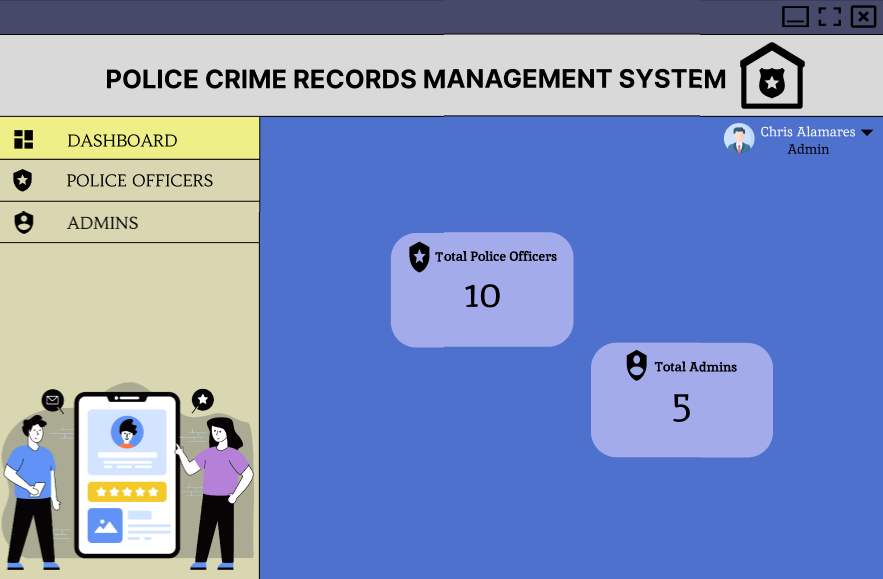 POLICE CRIME RECORDS MANAGEMENT SYSTEM
DASHBOARD
POLICE OFFICERS
ADMINS
Chris Alamares
Admin
Total Police Officers
10
Total Admins
5